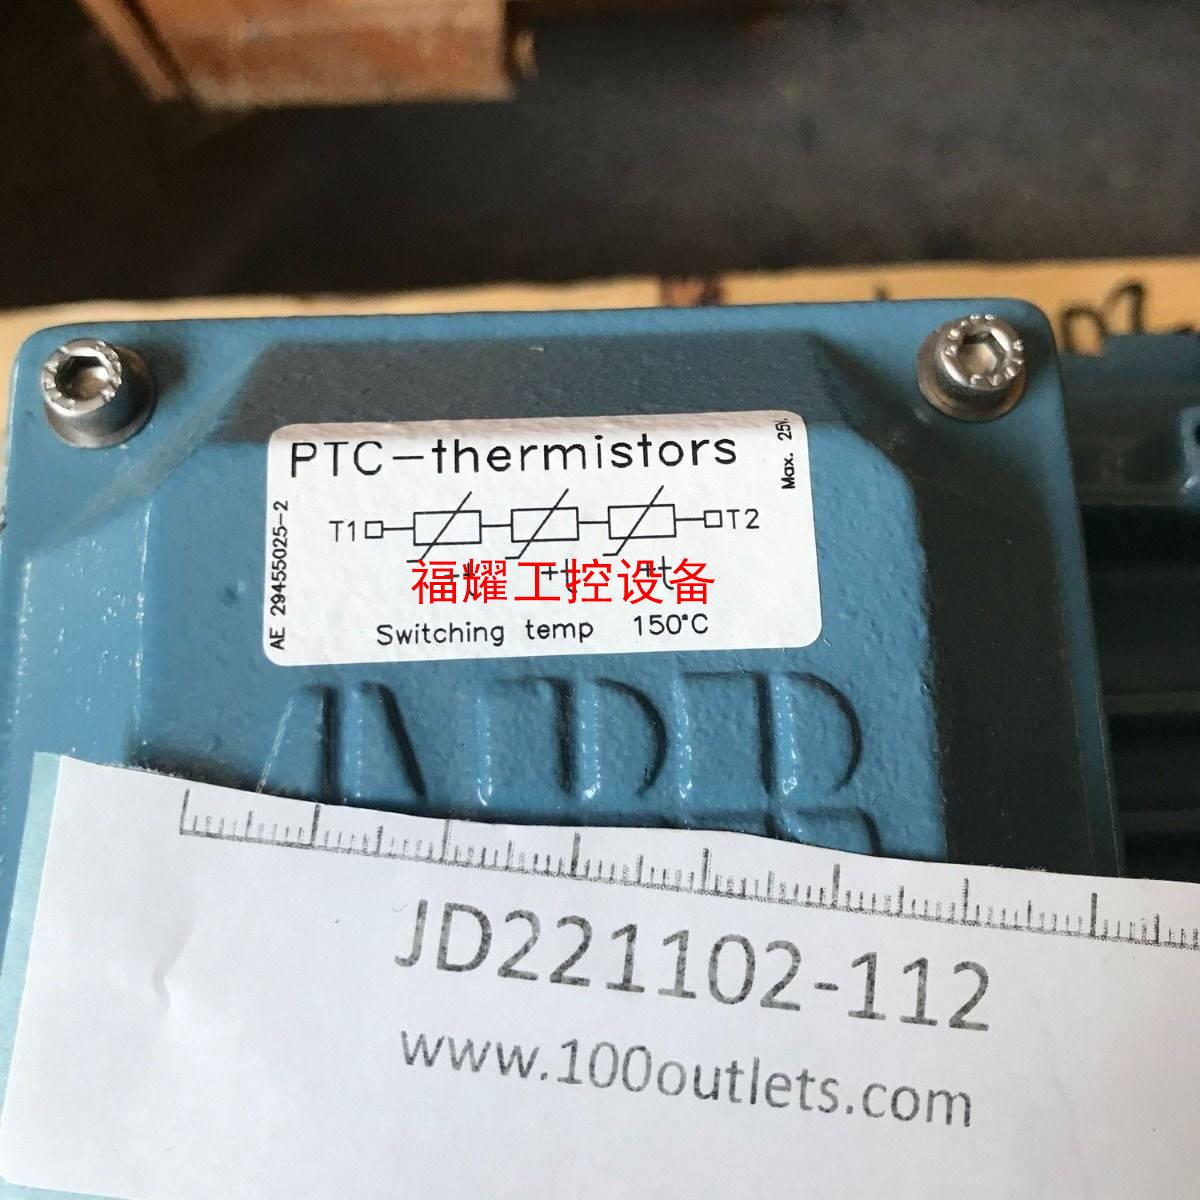 PTC-thermistors
Max. 25V.
T1
T2
AE 29455025-2
+t
+t
福耀工控设备
Switching temp 150°C
ABB
JD221102-112
www.100outlets.com